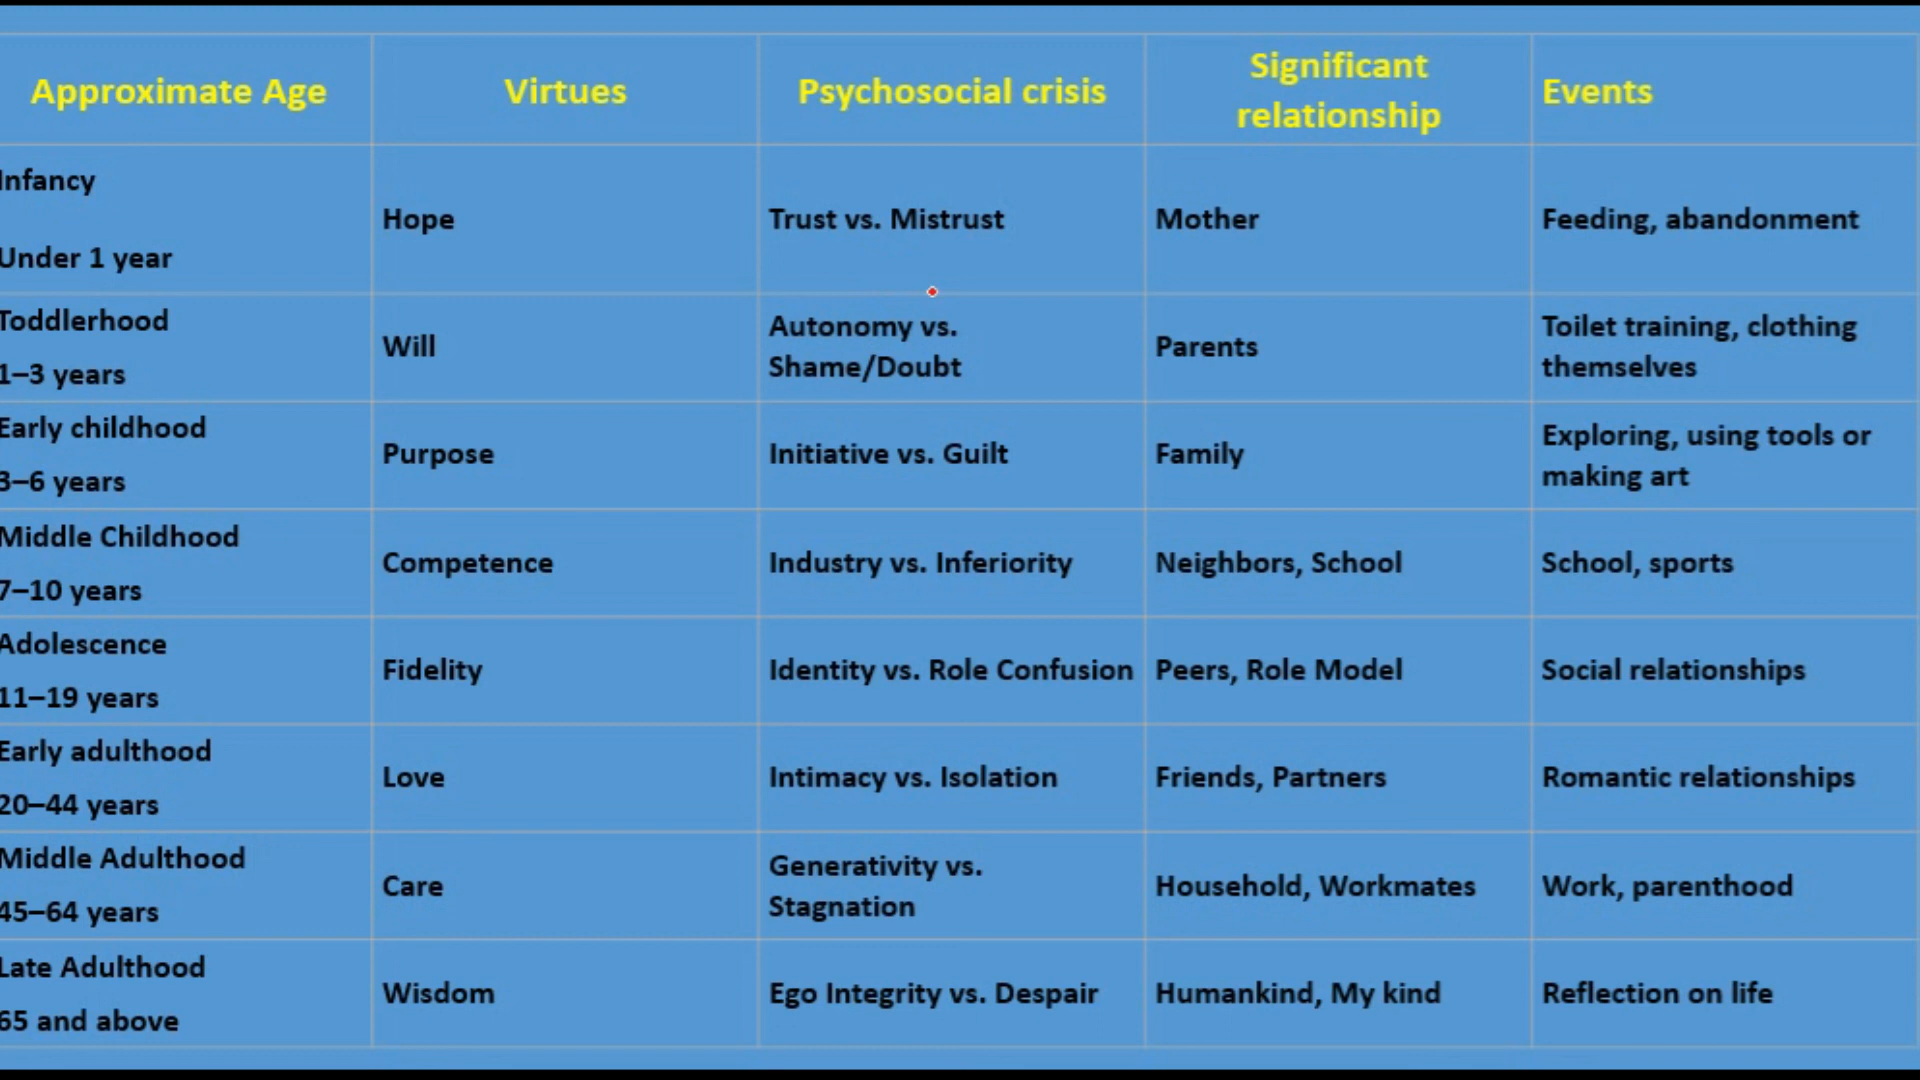 Approximate Age
Virtues
Psychosocial crisis
Significant
relationship
Events
Infancy
Under 1 year
Hope
Trust vs. Mistrust
Mother
Feeding, abandonment
Toddlerhood
1–3 years
Will
Autonomy vs.
Shame/Doubt
Parents
Toilet training, clothing
themselves
Early childhood
3–6 years
Purpose
Initiative vs. Guilt
Family
Exploring, using tools or
making art
Middle Childhood
7–10 years
Competence
Industry vs. Inferiority
Neighbors, School
School, sports
Adolescence
11–19 years
Fidelity
Identity vs. Role Confusion
Peers, Role Model
Social relationships
Early adulthood
20–44 years
Love
Intimacy vs. Isolation
Friends, Partners
Romantic relationships
Middle Adulthood
45–64 years
Care
Generativity vs.
Stagnation
Household, Workmates
Work, parenthood
Late Adulthood
65 and above
Wisdom
Ego Integrity vs. Despair
Humankind, My kind
Reflection on life